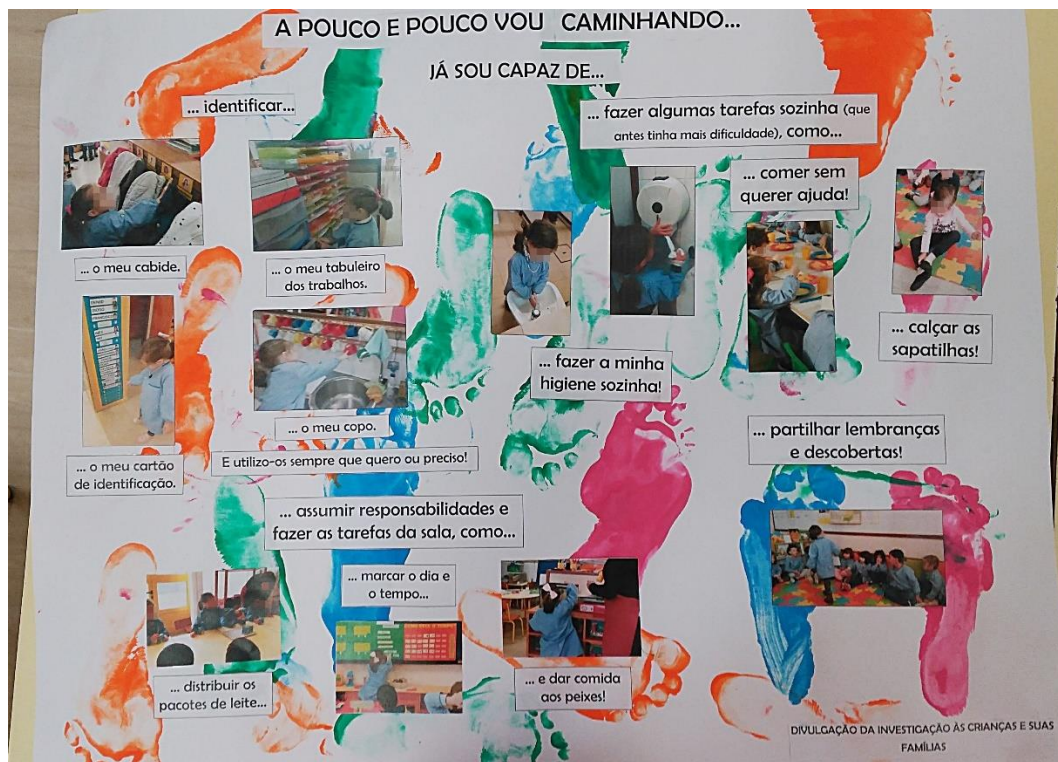 A POUCO E POUCO VOU CAMINHANDO...
JÁ SOU CAPAZ DE...
... identificar...
... o meu cabide.
... o meu tabuleiro
dos trabalhos.
... o meu cartão
de identificação.
... o meu copo.
E utilizo-os sempre que quero ou preciso!
... fazer algumas tarefas sozinha (que
antes tinha mais dificuldade), como...
... fazer a minha
higiene sozinha!
... comer sem
querer ajuda!
... calçar as
sapatilhas!
... partilhar lembranças
e descobertas!
... assumir responsabilidades e
fazer as tarefas da sala, como...
... distribuir os
pacotes de leite...
... marcar o dia e
o tempo...
... e dar comida
aos peixes!
DIVULGAÇÃO DA INVESTIGAÇÃO ÀS CRIANÇAS E SUAS
FAMÍLIAS